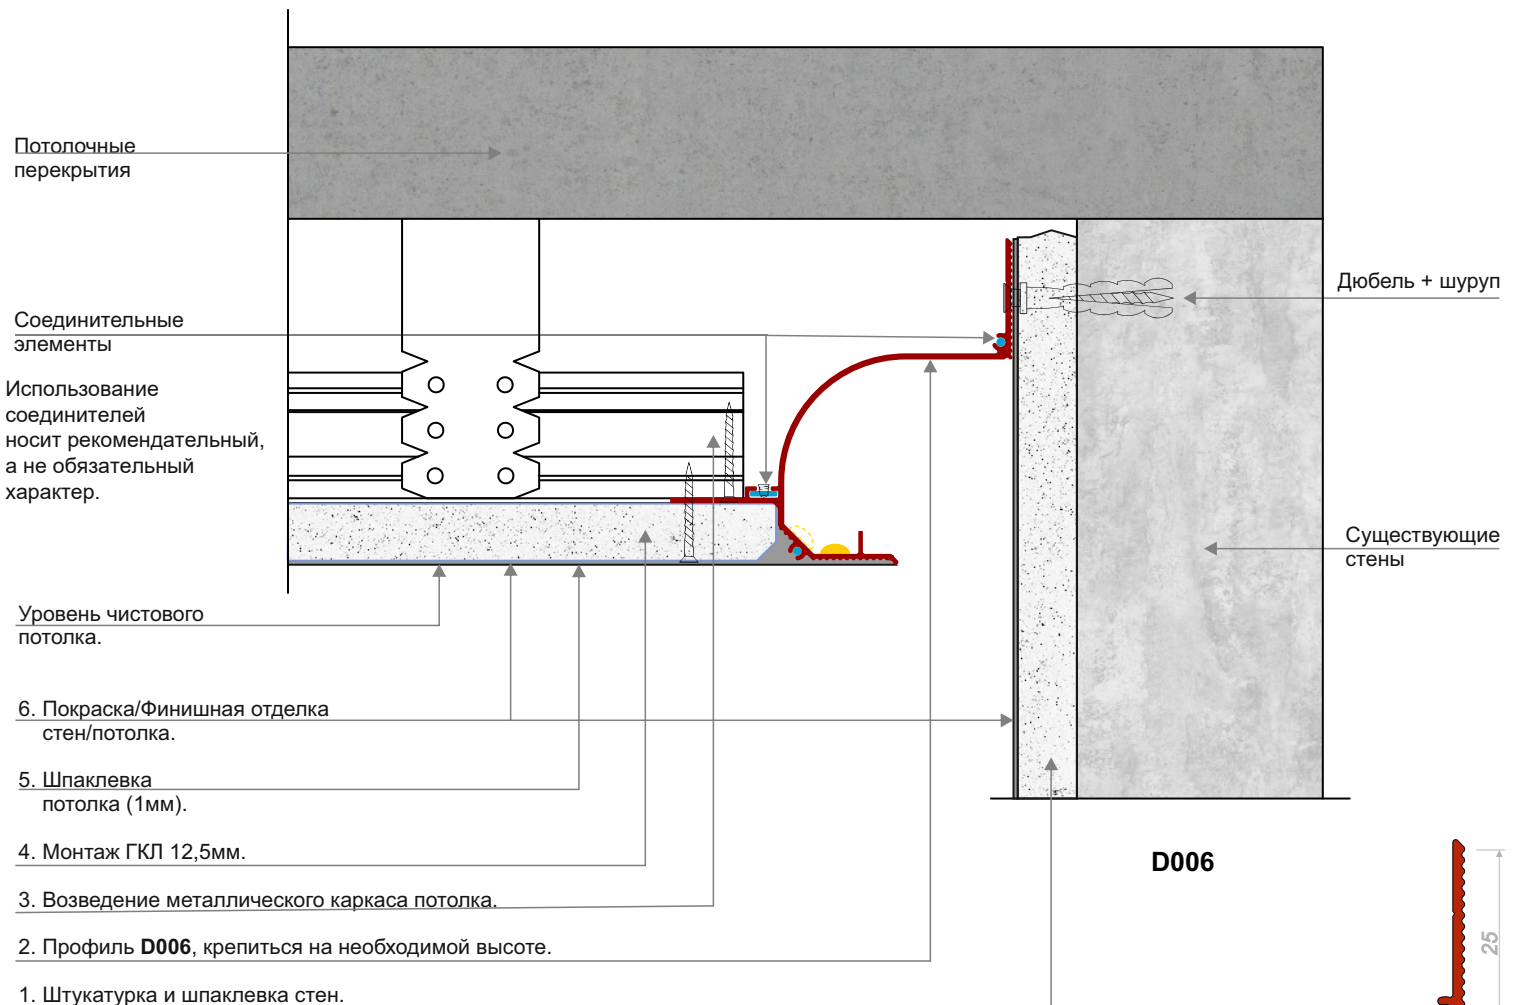 Потолочные
перекрытия
Дюбель + шуруп
Соединительные
элементы
Использование
соединителей
носит рекомендательный,
а не обязательный
характер.
Существующие
стены
Уровень чистового
потолка.
6. Покраска/Финишная отделка
стен/потолка.
5. Шпаклевка
потолка (1мм).
4. Монтаж ГКЛ 12,5мм.
3. Возведение металлического каркаса потолка.
2. Профиль D006, крепиться на необходимой высоте.
1. Штукатурка и шпаклевка стен.
D006
25